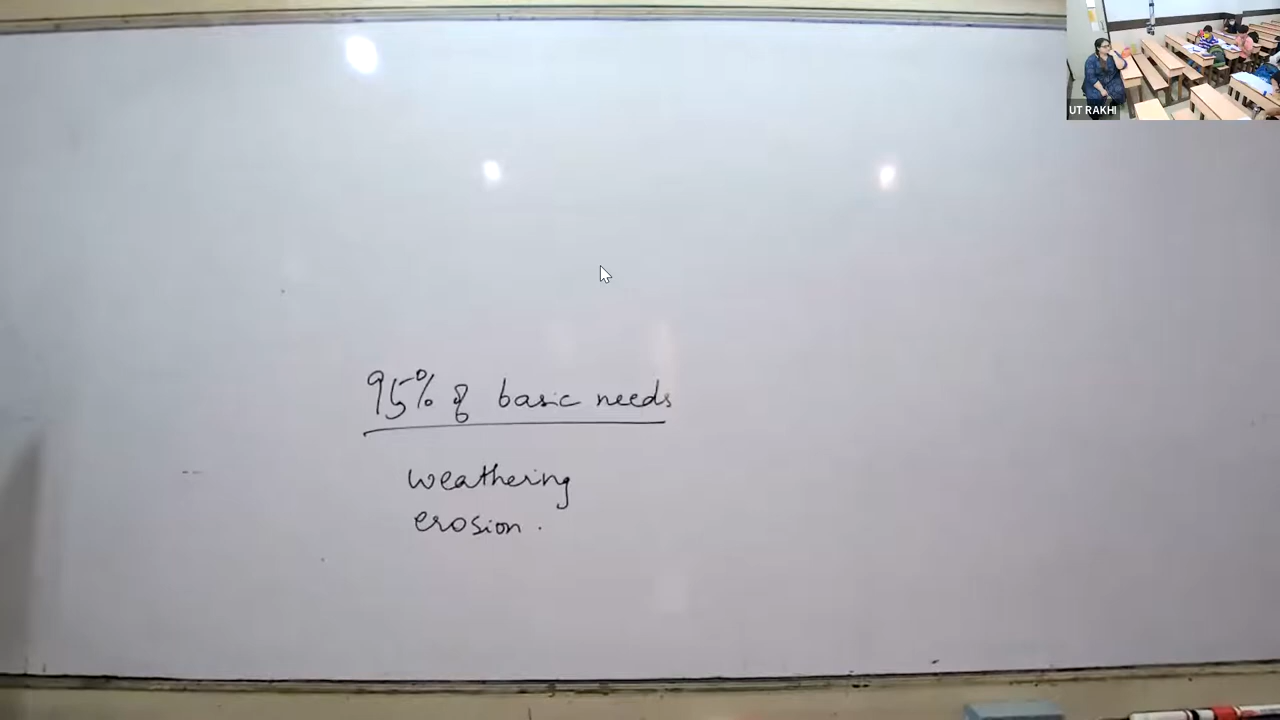 UT RAKHI
95% of basic needs
weathering
erosion.